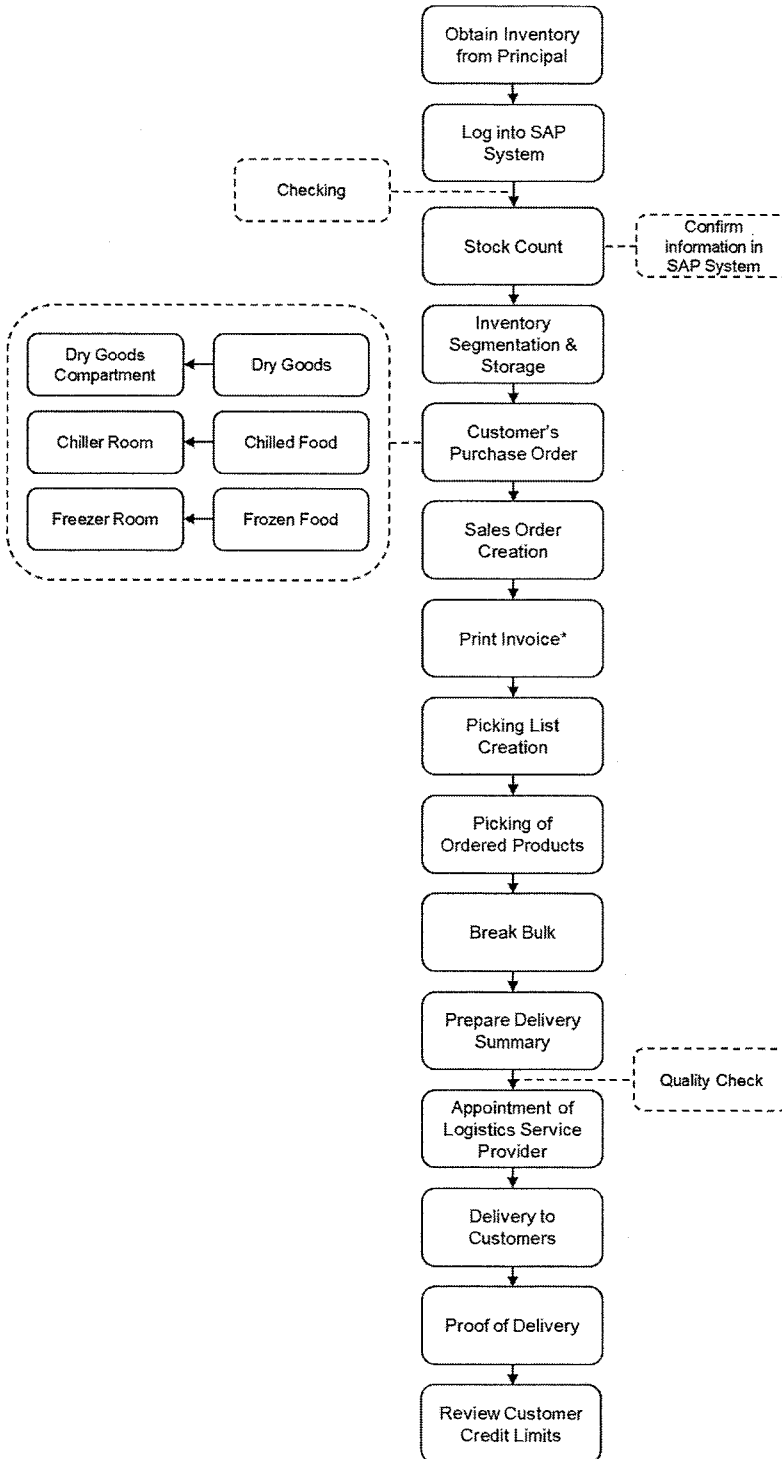 Obtain Inventory
from Principal
Log into SAP
System
Checking
Stock Count
Confirm
information in
SAP System
Inventory
Segmentation &
Storage
Dry Goods
Compartment
Dry Goods
Chiller Room
Chilled Food
Freezer Room
Frozen Food
Customer's
Purchase Order
Sales Order
Creation
Print Invoice*
Picking List
Creation
Picking of
Ordered Products
Break Bulk
Prepare Delivery
Summary
Quality Check
Appointment of
Logistics Service
Provider
Delivery to
Customers
Proof of Delivery
Review Customer
Credit Limits